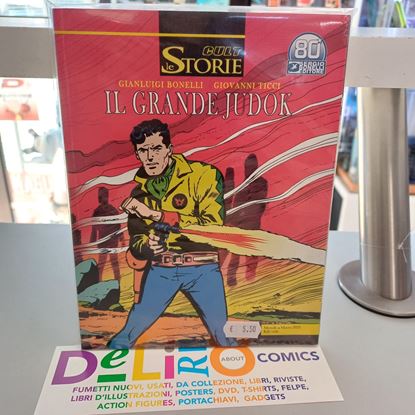 CULT
le STORIE
80
SERGIO BONELLI EDITORE
GIANLUIGI BONELLI GIOVANNI TICCI
IL GRANDE JUDOK
€ 5,50
DeLiRiO ABOUT COMICS
FUMETTI NUOVI, USATI, DA COLLEZIONE, LIBRI, RIVISTE,
LIBRI D'ILLUSTRAZIONI, POSTERS, DVD, T-SHIRTS, FELPE,
ACTION FIGURES, PORTACHIAVI, GADGETS